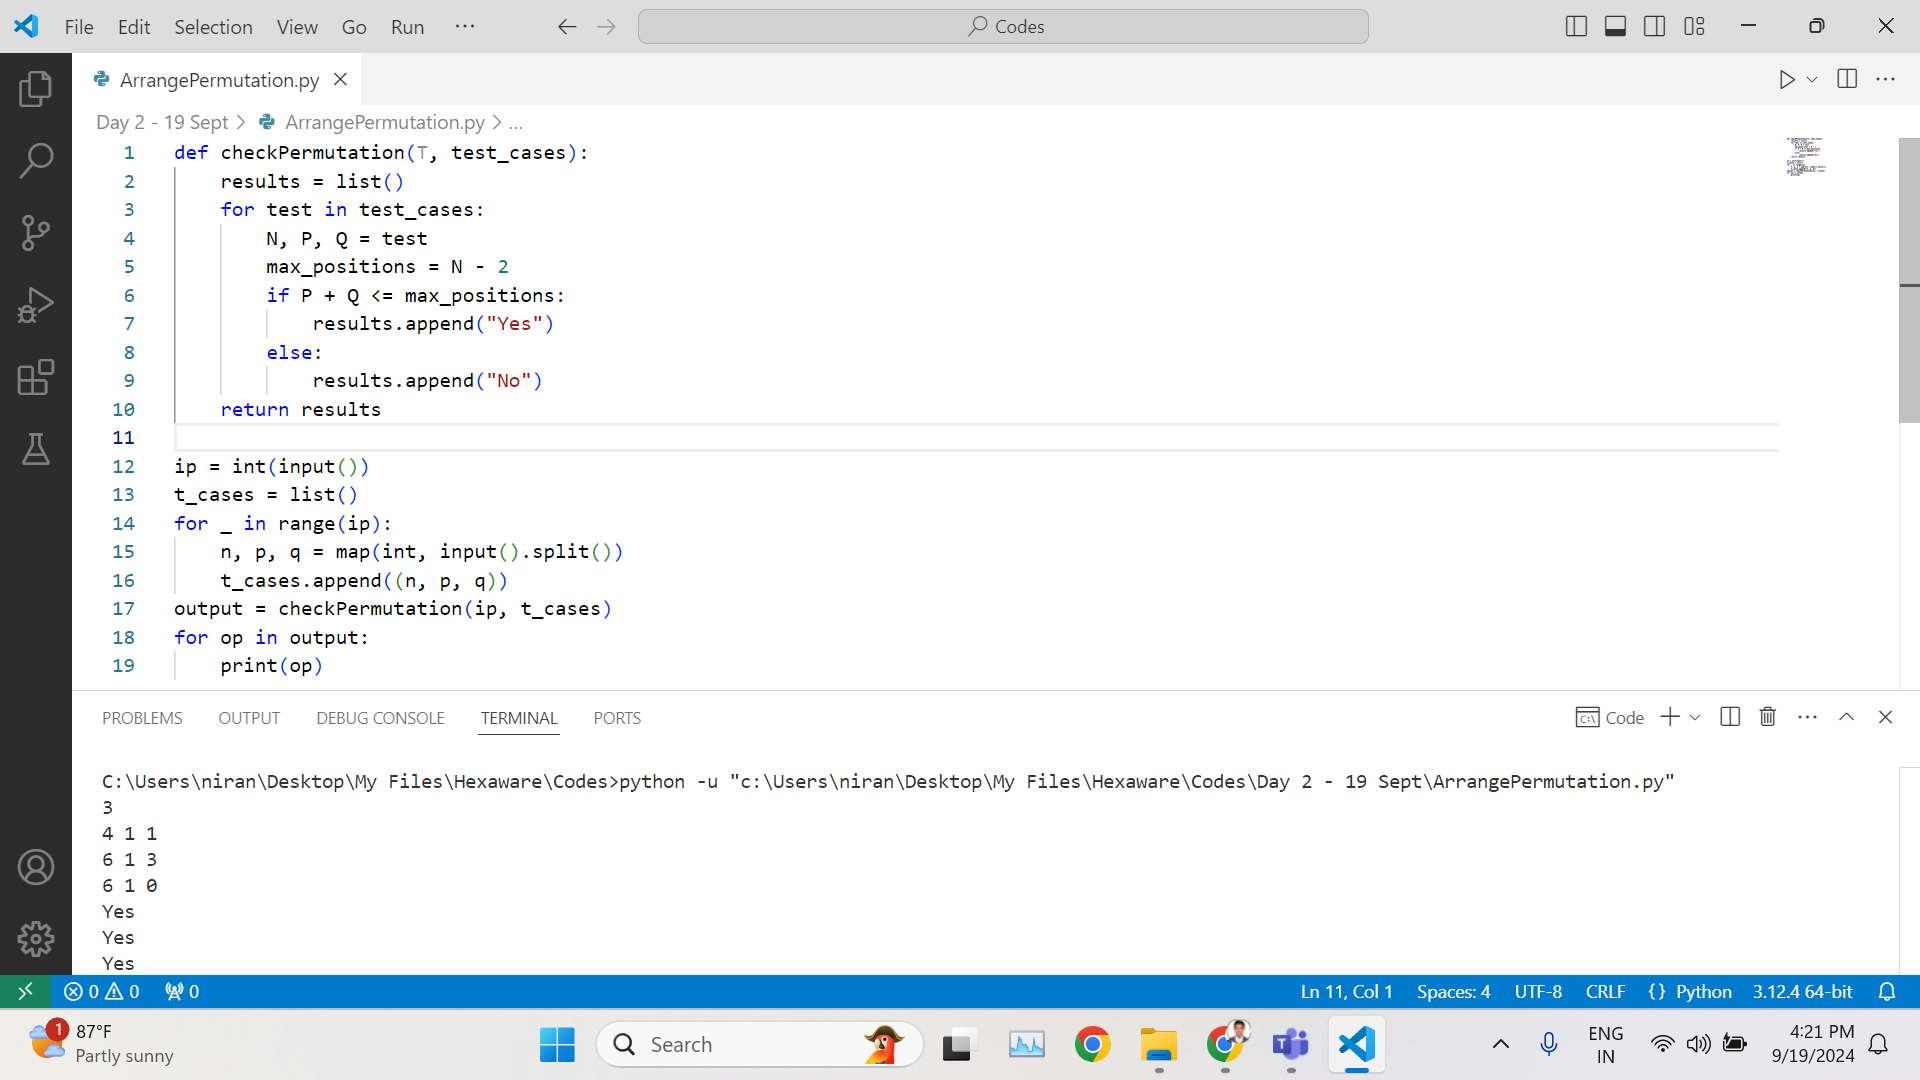 File Edit Selection View Go Run ··· Codes
ArrangePermutation.py
Day 2 - 19 Sept > ArrangePermutation.py > ...
1 def checkPermutation(T, test_cases):
2 results = list()
3 for test in test_cases:
4 N, P, Q = test
5 max_positions = N - 2
6 if P + Q <= max_positions:
7 results.append("Yes")
8 else:
9 results.append("No")
10 return results
11
12 ip = int(input())
13 t_cases = list()
14 for _ in range(ip):
15 n, p, q = map(int, input().split())
16 t_cases.append((n, p, q))
17 output = checkPermutation(ip, t_cases)
18 for op in output:
19 print(op)
PROBLEMS OUTPUT DEBUG CONSOLE TERMINAL PORTS Code
C:\Users\niran\Desktop\My Files\Hexaware\Codes>python -u "c:\Users\niran\Desktop\My Files\Hexaware\Codes\Day 2 - 19 Sept\ArrangePermutation.py"
3
4 1 1
6 1 3
6 1 0
Yes
Yes
Yes
0 0 0 Ln 11, Col 1 Spaces: 4 UTF-8 CRLF {} Python 3.12.4 64-bit
1 87°F
Partly sunny
Search
ENG
IN
4:21 PM
9/19/2024